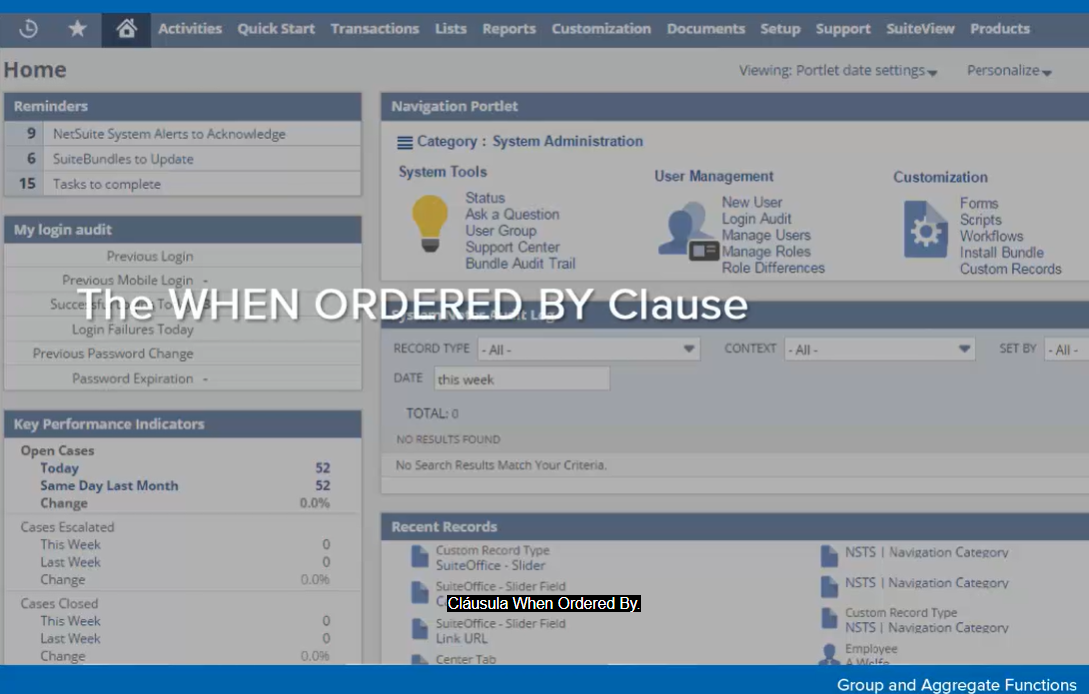 Activities Quick Start Transactions Lists Reports Customization Documents Setup Support SuiteView Products
Home
Viewing: Portlet date settings
Personalize
Reminders
9 NetSuite System Alerts to Acknowledge
6 SuiteBundles to Update
15 Tasks to complete
My login audit
Previous Login
Previous Mobile Login -
Login Failures Today
Previous Password Change
Password Expiration -
The WHEN ORDERED BY Clause
Key Performance Indicators
Open Cases
Today 52
Same Day Last Month 52
Change 0.0%
Cases Escalated
This Week 0
Last Week 0
Change 0.0%
Cases Closed
This Week 0
Last Week 0
Change 0.0%
Navigation Portlet
Category : System Administration
System Tools
Status
Ask a Question
User Group
Support Center
Bundle Audit Trail
User Management
New User
Login Audit
Manage Users
Manage Roles
Role Differences
Customization
Forms
Scripts
Workflows
Install Bundle
Custom Records
RECORD TYPE - All -
CONTEXT - All -
SET BY - All -
DATE this week
TOTAL: 0
NO RESULTS FOUND
No Search Results Match Your Criteria.
Recent Records
Custom Record Type
SuiteOffice - Slider
SuiteOffice - Slider Field
SuiteOffice - Slider Field
Link URL
Center Tab
NSTS | Navigation Category
NSTS | Navigation Category
Custom Record Type
NSTS | Navigation Category
Employee
A Wolfe
Cláusula When Ordered By.
Group and Aggregate Functions